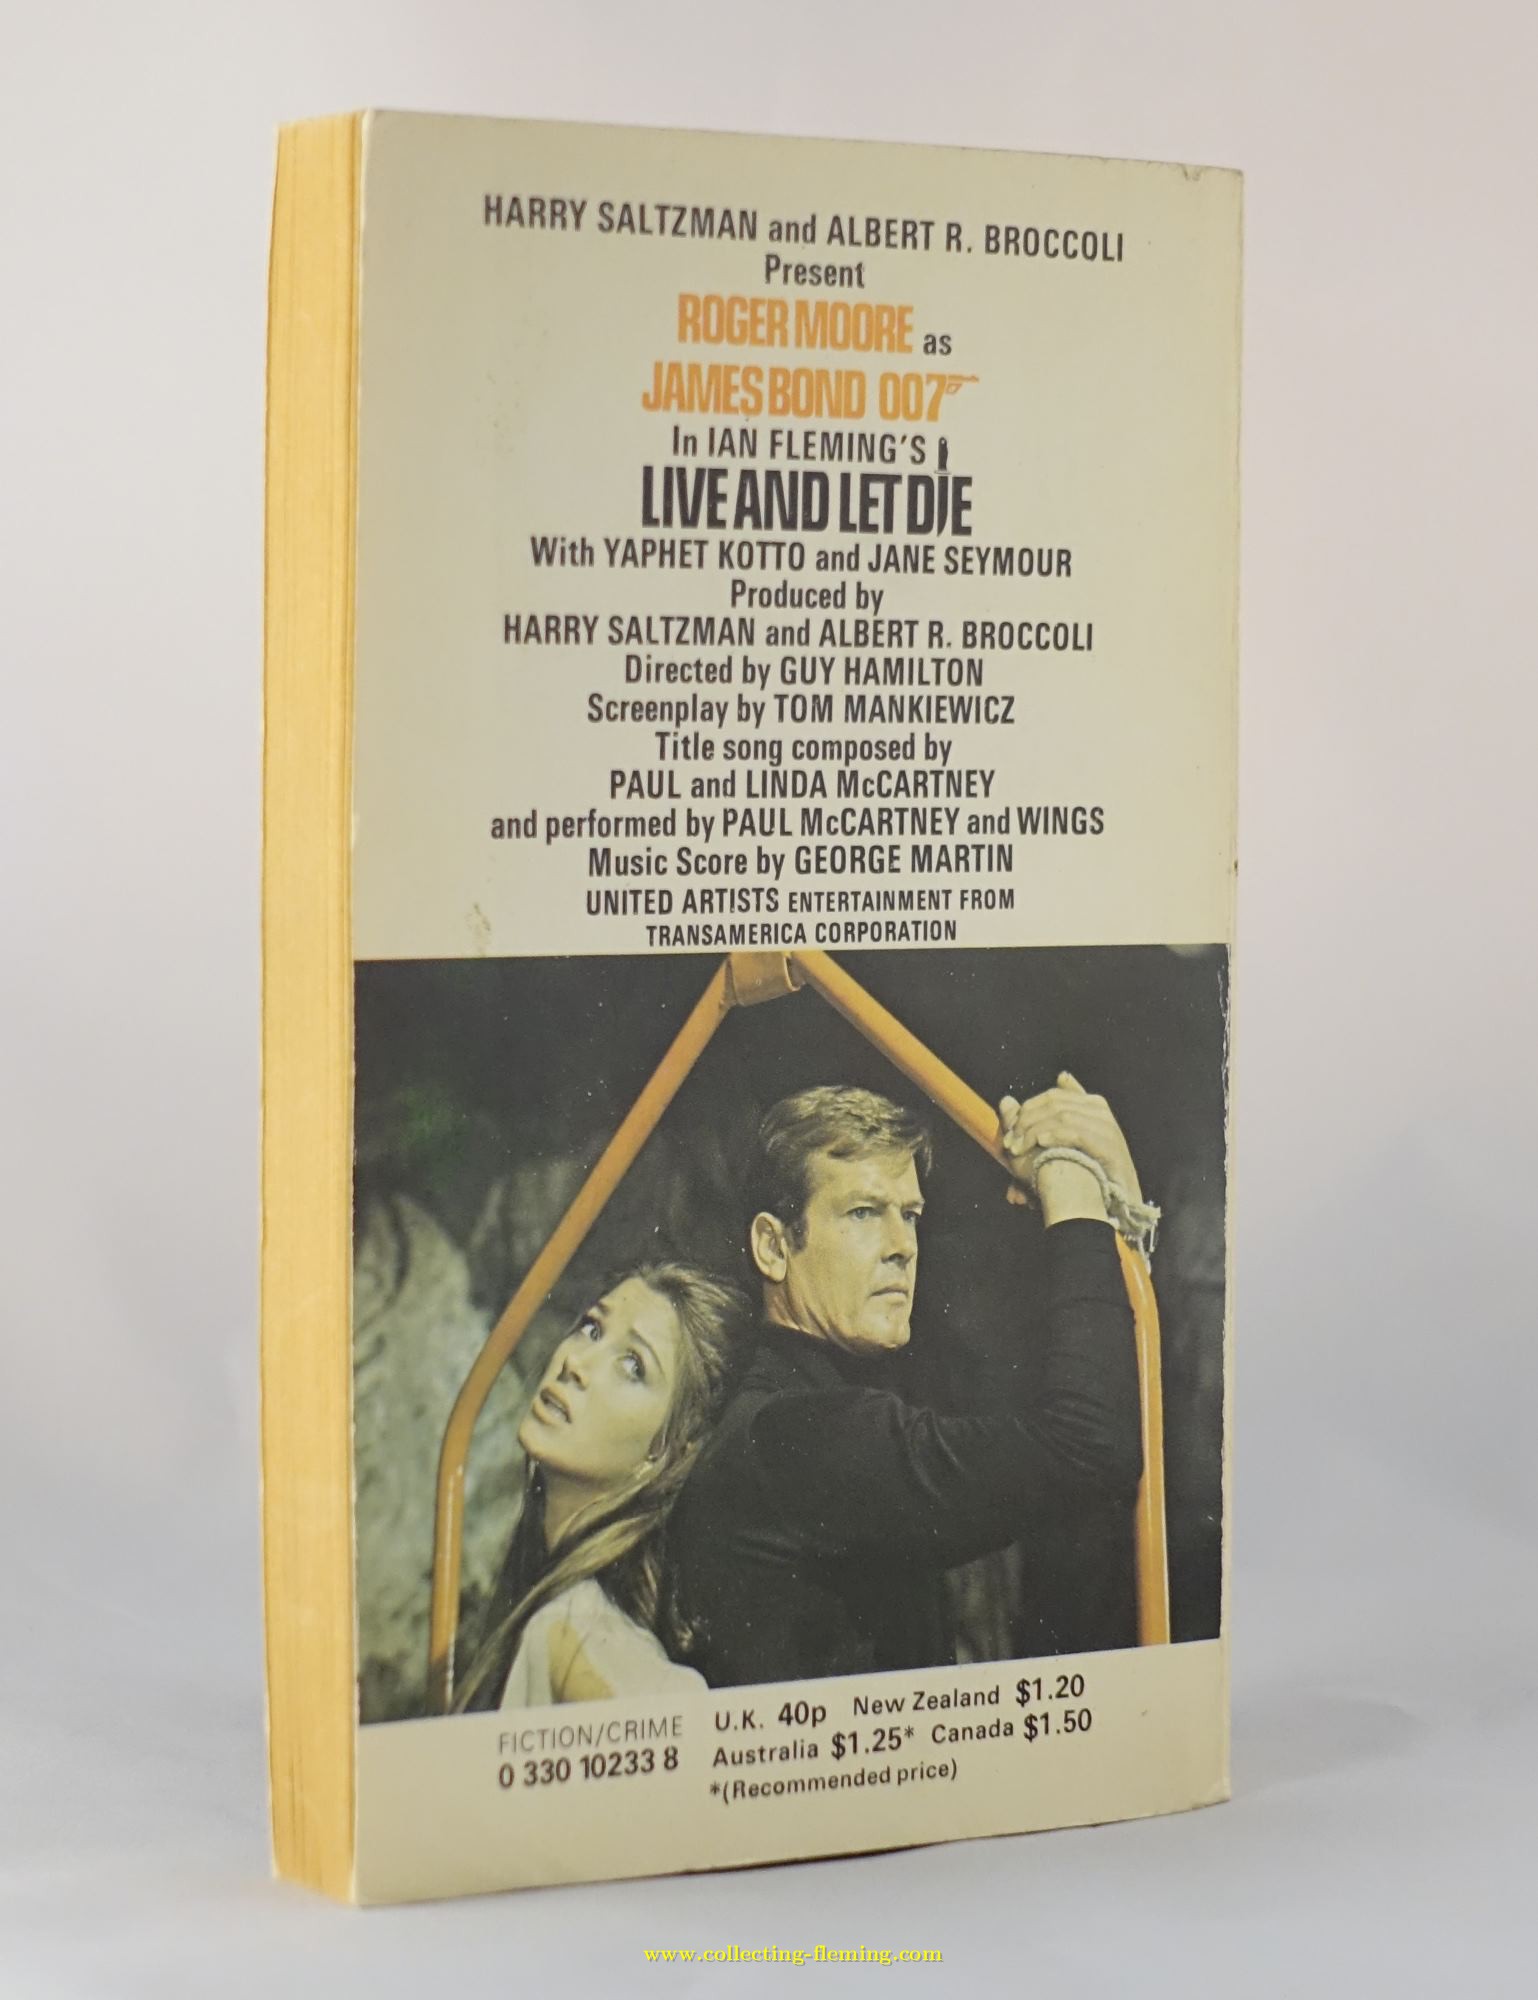 HARRY SALTZMAN and ALBERT R. BROCCOLI
Present
ROGER MOORE as
JAMES BOND 007
In IAN FLEMING'S
LIVE AND LET DIE
With YAPHET KOTTO and JANE SEYMOUR
Produced by
HARRY SALTZMAN and ALBERT R. BROCCOLI
Directed by GUY HAMILTON
Screenplay by TOM MANKIEWICZ
Title song composed by
PAUL and LINDA McCARTNEY
and performed by PAUL McCARTNEY and WINGS
Music Score by GEORGE MARTIN
UNITED ARTISTS ENTERTAINMENT FROM
TRANSAMERICA CORPORATION
FICTION/CRIME
0 330 10233 8
U.K. 40p New Zealand $1.20
Australia $1.25* Canada $1.50
*(Recommended price)
www.collecting-fleming.com